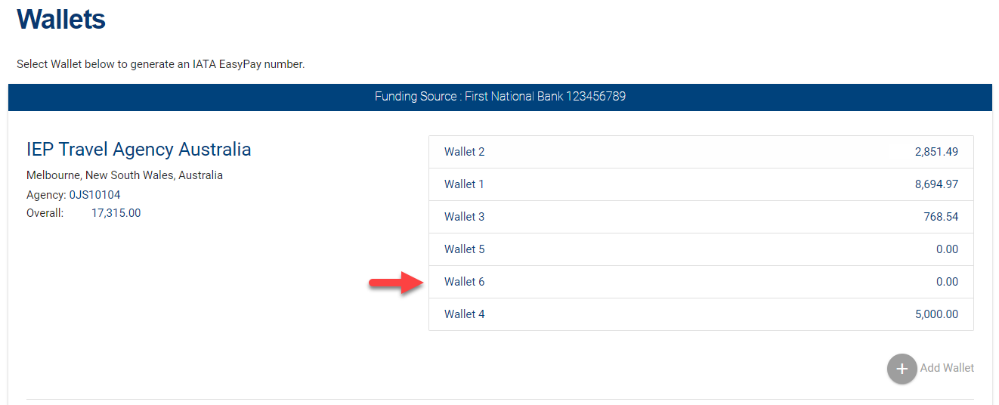 Wallets
Select Wallet below to generate an IATA EasyPay number.
Funding Source : First National Bank 123456789
IEP Travel Agency Australia
Melbourne, New South Wales, Australia
Agency: 0JS10104
Overall: 17,315.00
Wallet 2 2,851.49
Wallet 1 8,694.97
Wallet 3 768.54
Wallet 5 0.00
Wallet 6 0.00
Wallet 4 5,000.00
+ Add Wallet